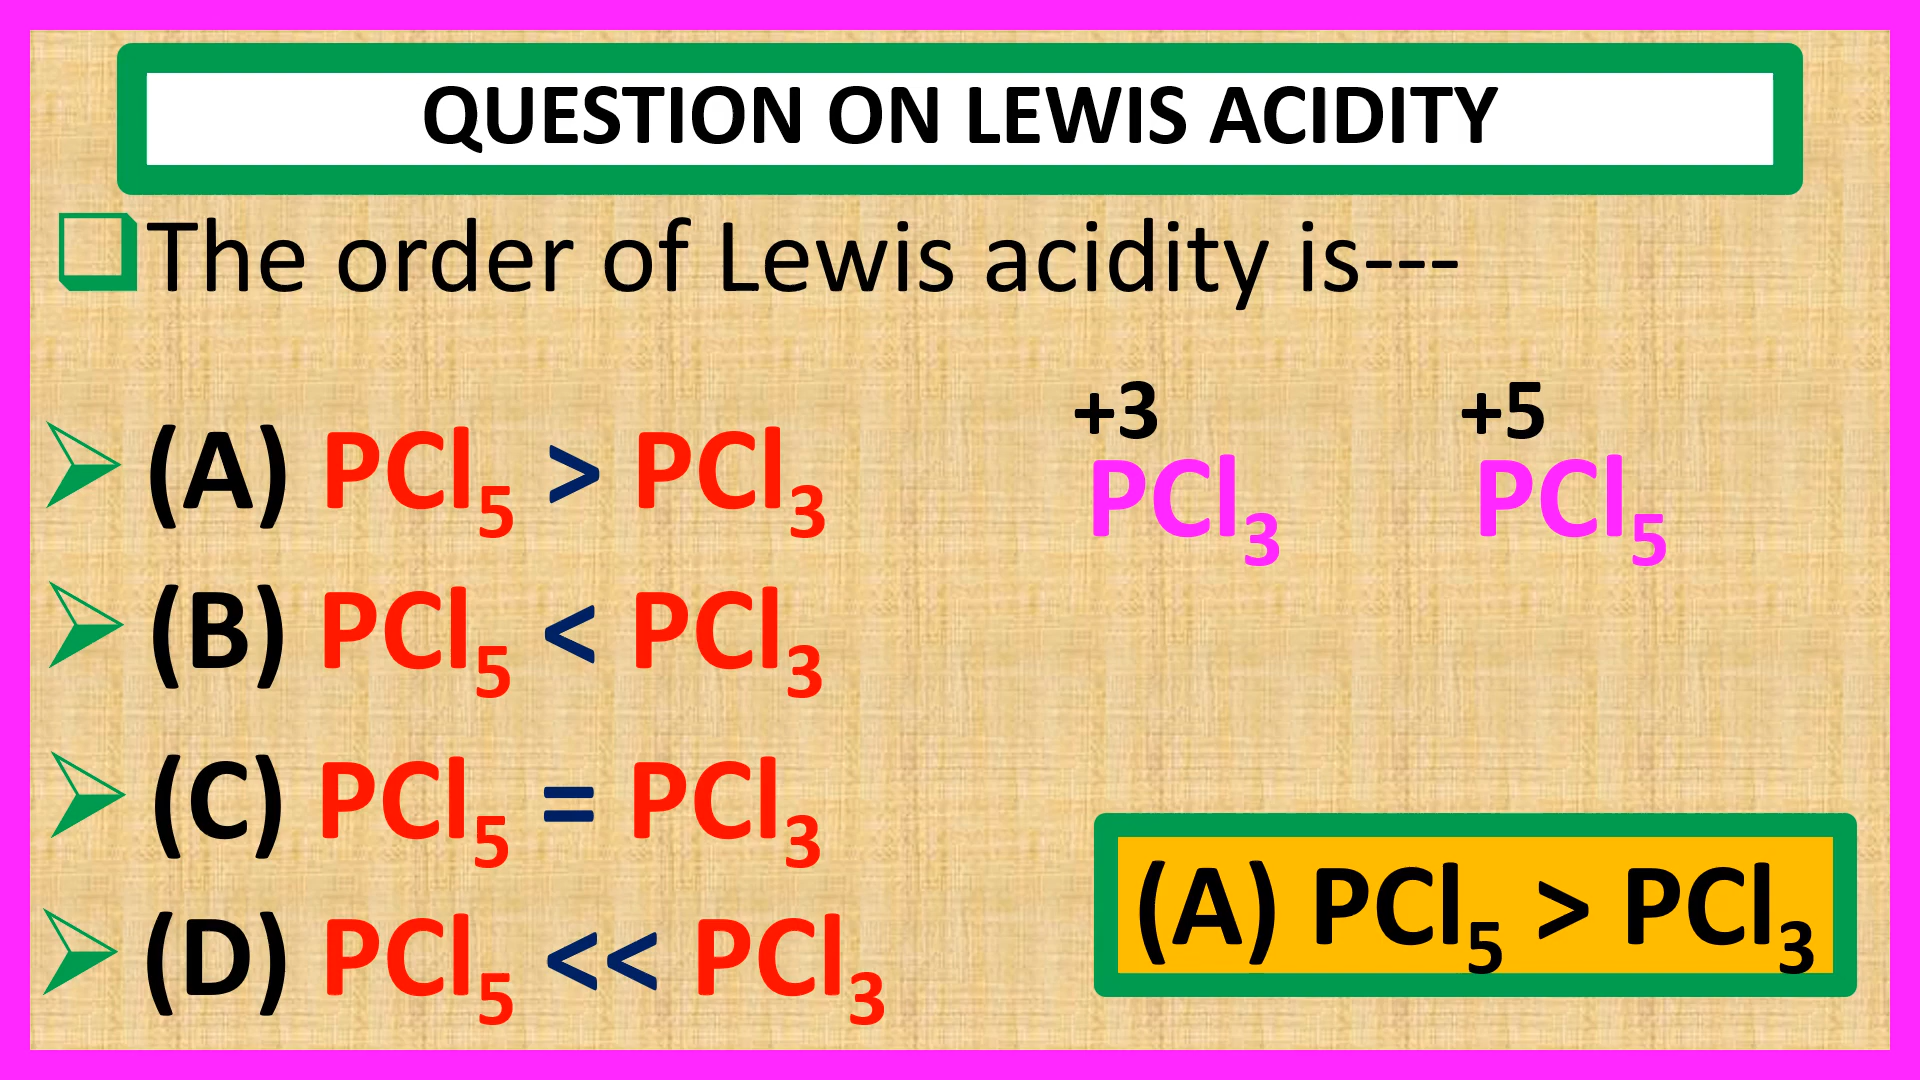 QUESTION ON LEWIS ACIDITY
The order of Lewis acidity is---
(A) PCl₅ > PCl₃
(B) PCl₅ < PCl₃
(C) PCl₅ = PCl₃
(D) PCl₅ << PCl₃
+3 +5
PCl₃ PCl₅
(A) PCl₅ > PCl₃